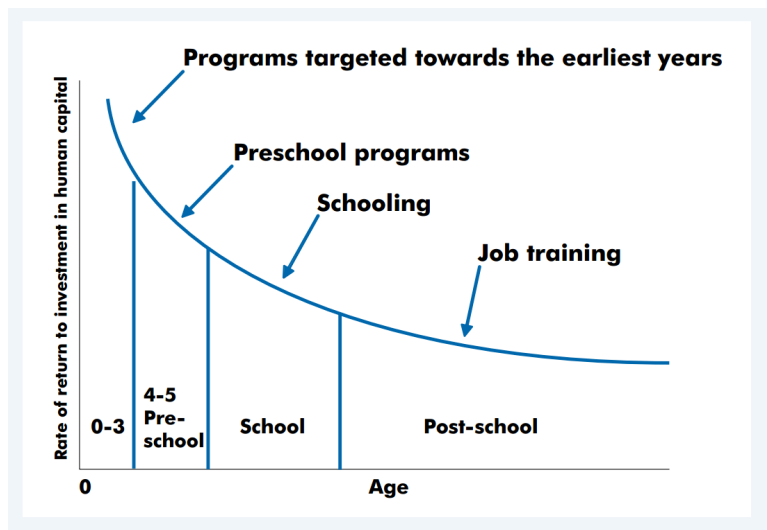 Programs targeted towards the earliest years
Preschool programs
Schooling
Job training
Rate of return to investment in human capital
0-3
4-5
Pre-
school
School
Post-school
0
Age